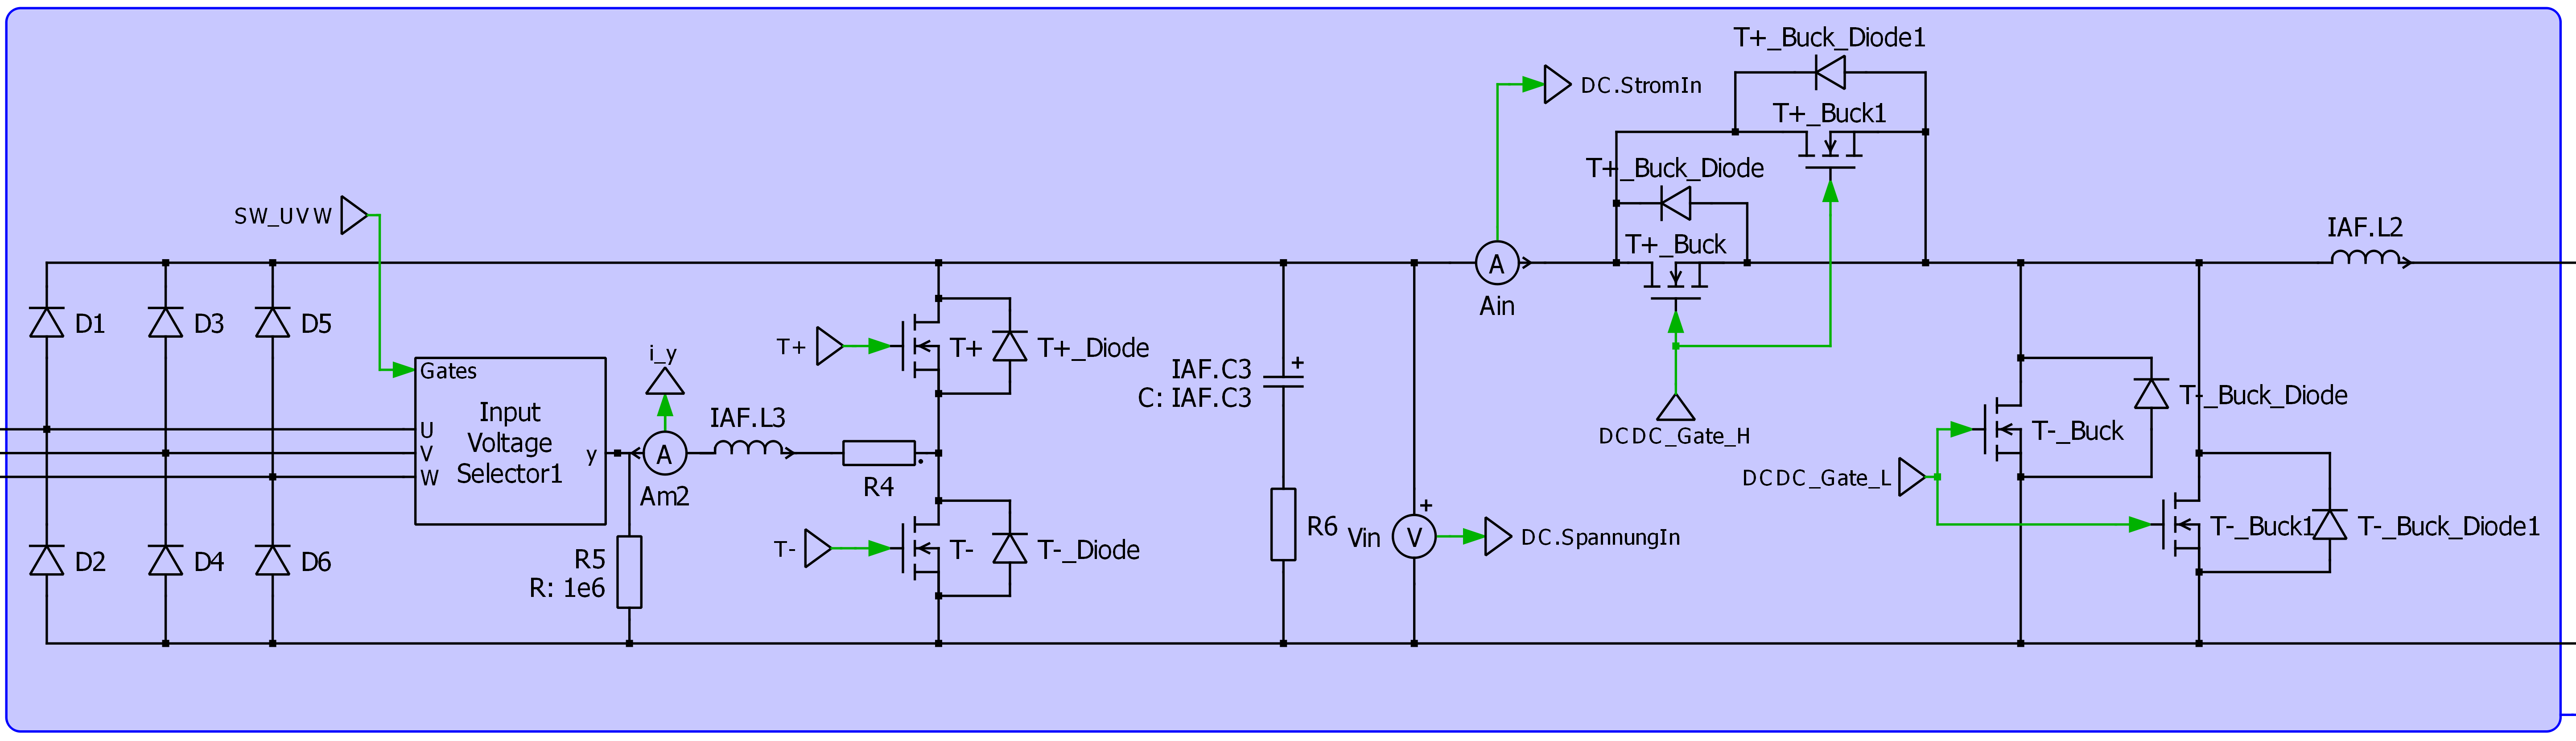 T+_Buck_Diode1
DC.StromIn
T+_Buck1
T+_Buck_Diode
SW_UVW
T+_Buck
IAF.L2
A
Ain
D1
D3
D5
i_y
T+
T+
T+_Diode
Gates
Input
Voltage
Selector1
U
V
W
y
A
Am2
IAF.L3
R4
IAF.C3
C: IAF.C3
+
DCDC_Gate_H
T-_Buck_Diode
T-_Buck
DCDC_Gate_L
D2
D4
D6
R5
R: 1e6
T-
T-
T-_Diode
R6
Vin
V
+
DC.SpannungIn
T-_Buck1
T-_Buck_Diode1